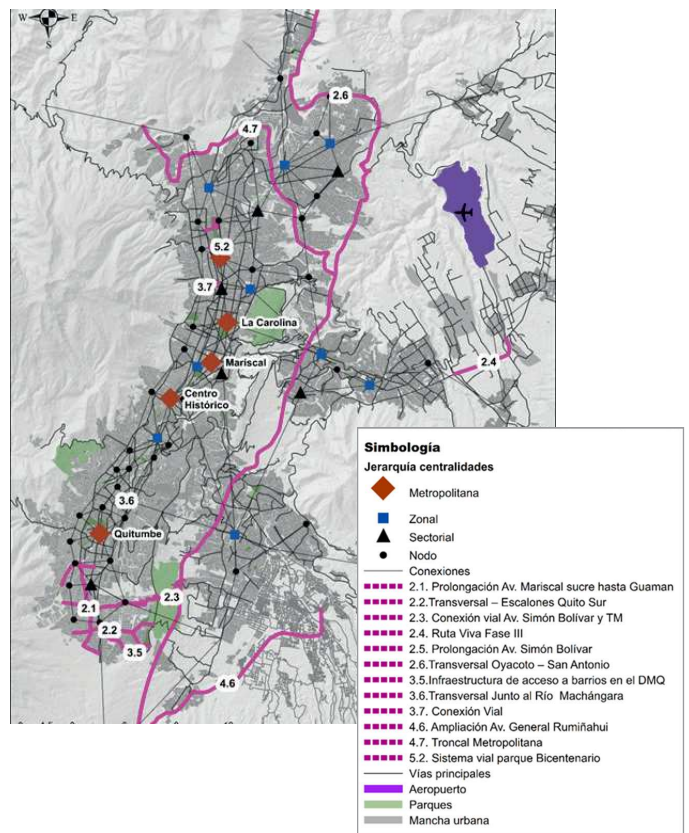 W E
S
2.6
4.7
5.2
3.7
La Carolina
Mariscal
2.4
Centro
Histórico
3.6
Quitumbe
2.3
2.1
2.2
3.5
4.6
Simbología
Jerarquía centralidades
Metropolitana
Zonal
Sectorial
Nodo
Conexiones
2.1. Prolongación Av. Mariscal sucre hasta Guaman
2.2.Transversal – Escalones Quito Sur
2.3. Conexión vial Av. Simón Bolívar y TM
2.4. Ruta Viva Fase III
2.5. Prolongación Av. Simón Bolívar
2.6.Transversal Oyacoto – San Antonio
3.5.Infraestructura de acceso a barrios en el DMQ
3.6.Transversal Junto al Río Machángara
3.7. Conexión Vial
4.6. Ampliación Av. General Rumiñahui
4.7. Troncal Metropolitana
5.2. Sistema vial parque Bicentenario
Vías principales
Aeropuerto
Parques
Mancha urbana